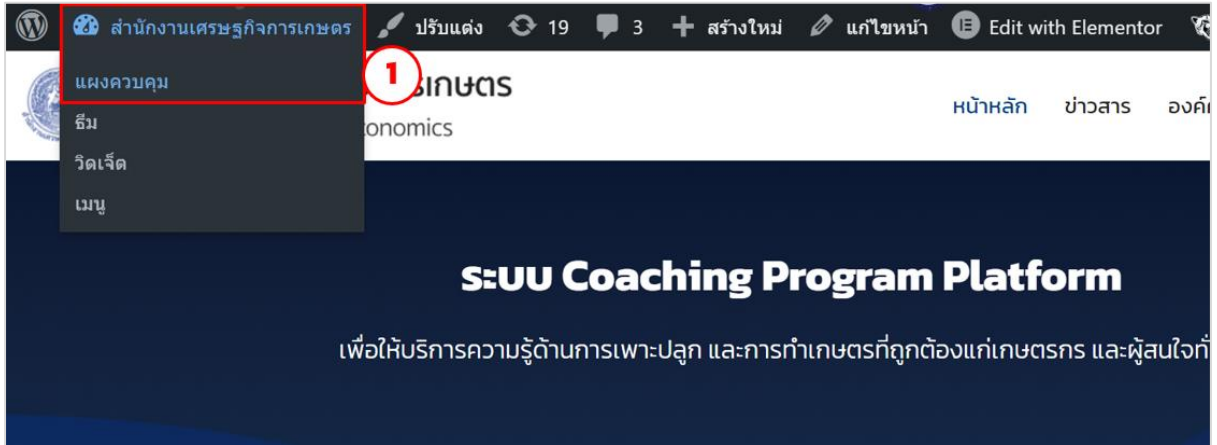 สำนักงานเศรษฐกิจการเกษตร ปรับแต่ง 19 3 สร้างใหม่ แก้ไขหน้า Edit with Elementor
แผงควบคุม
1
ธีม
วิดเจ็ต
เมนู
รเกษตร
onomics
หน้าหลัก ข่าวสาร
ระบบ Coaching Program Platform
เพื่อให้บริการความรู้ด้านการเพาะปลูก และการทำเกษตรที่ถูกต้องแก่เกษตรกร และผู้สนใจทั่